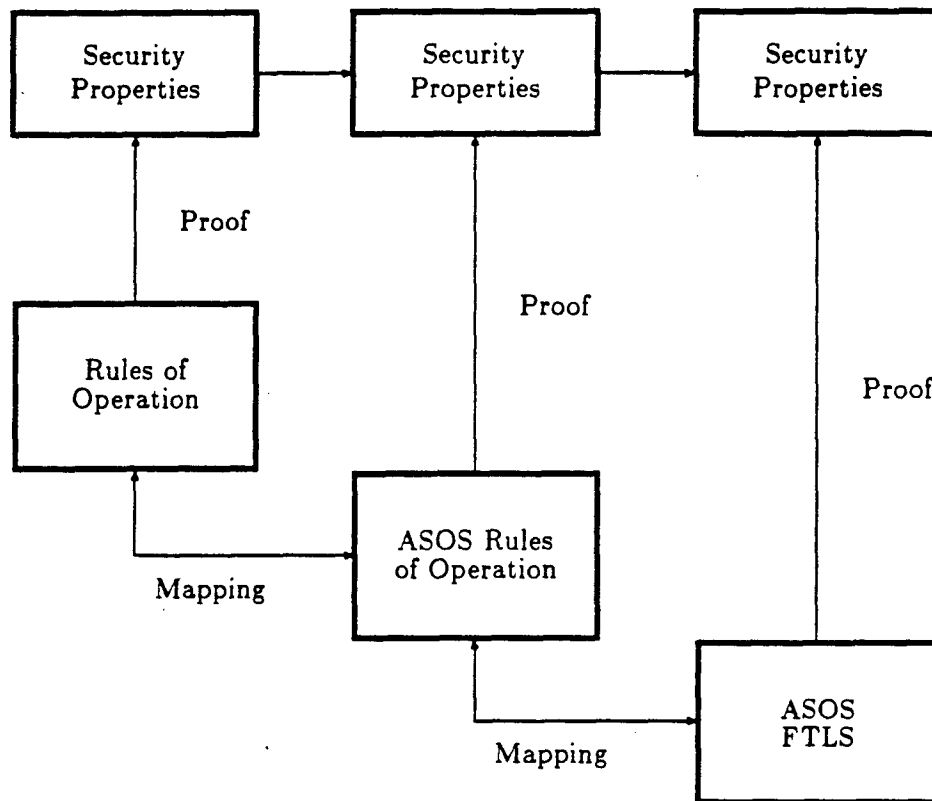 Security
Properties
Security
Properties
Security
Properties
Proof
Proof
Proof
Rules of
Operation
ASOS Rules
of Operation
Mapping
ASOS
FTLS
Mapping